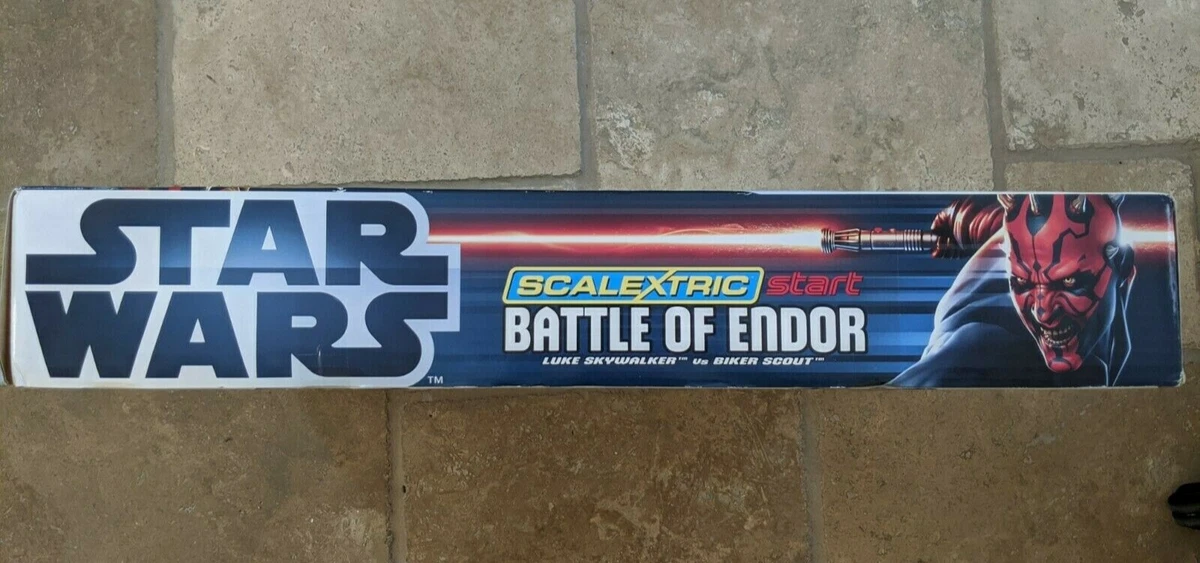 STAR
WARS
TM
SCALEXTRIC start
BATTLE OF ENDOR
LUKE SKYWALKER™ vs BIKER SCOUT™